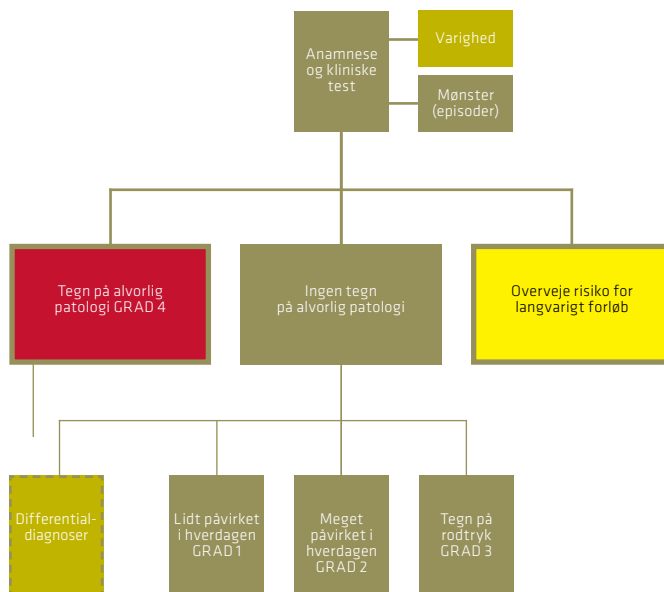 Anamnese
og kliniske
test
Varighed
Mønster
(episoder)
Tegn på alvorlig
patologi GRAD 4
Ingen tegn
på alvorlig patologi
Overveje risiko for
langvarigt forløb
Differential-
diagnoser
Lidt påvirket
i hverdagen
GRAD 1
Meget
påvirket i
hverdagen
GRAD 2
Tegn på
rodtryk
GRAD 3